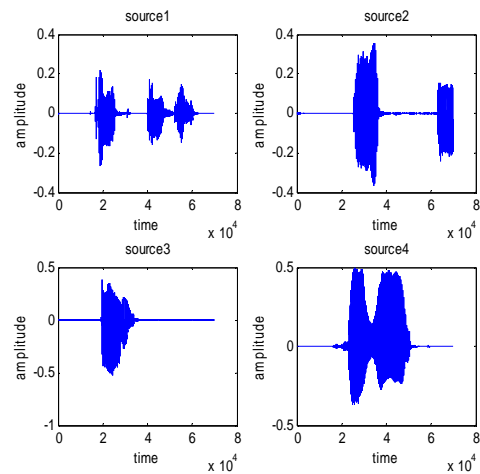 source1
0.4
0.2
0
-0.2
-0.4
amplitude
0 2 4 6 8
time
x 10^4
source2
0.4
0.2
0
-0.2
-0.4
amplitude
0 2 4 6 8
time
x 10^4
source3
0.5
0
-0.5
-1
amplitude
0 2 4 6 8
time
x 10^4
source4
0.5
0
-0.5
amplitude
0 2 4 6 8
time
x 10^4